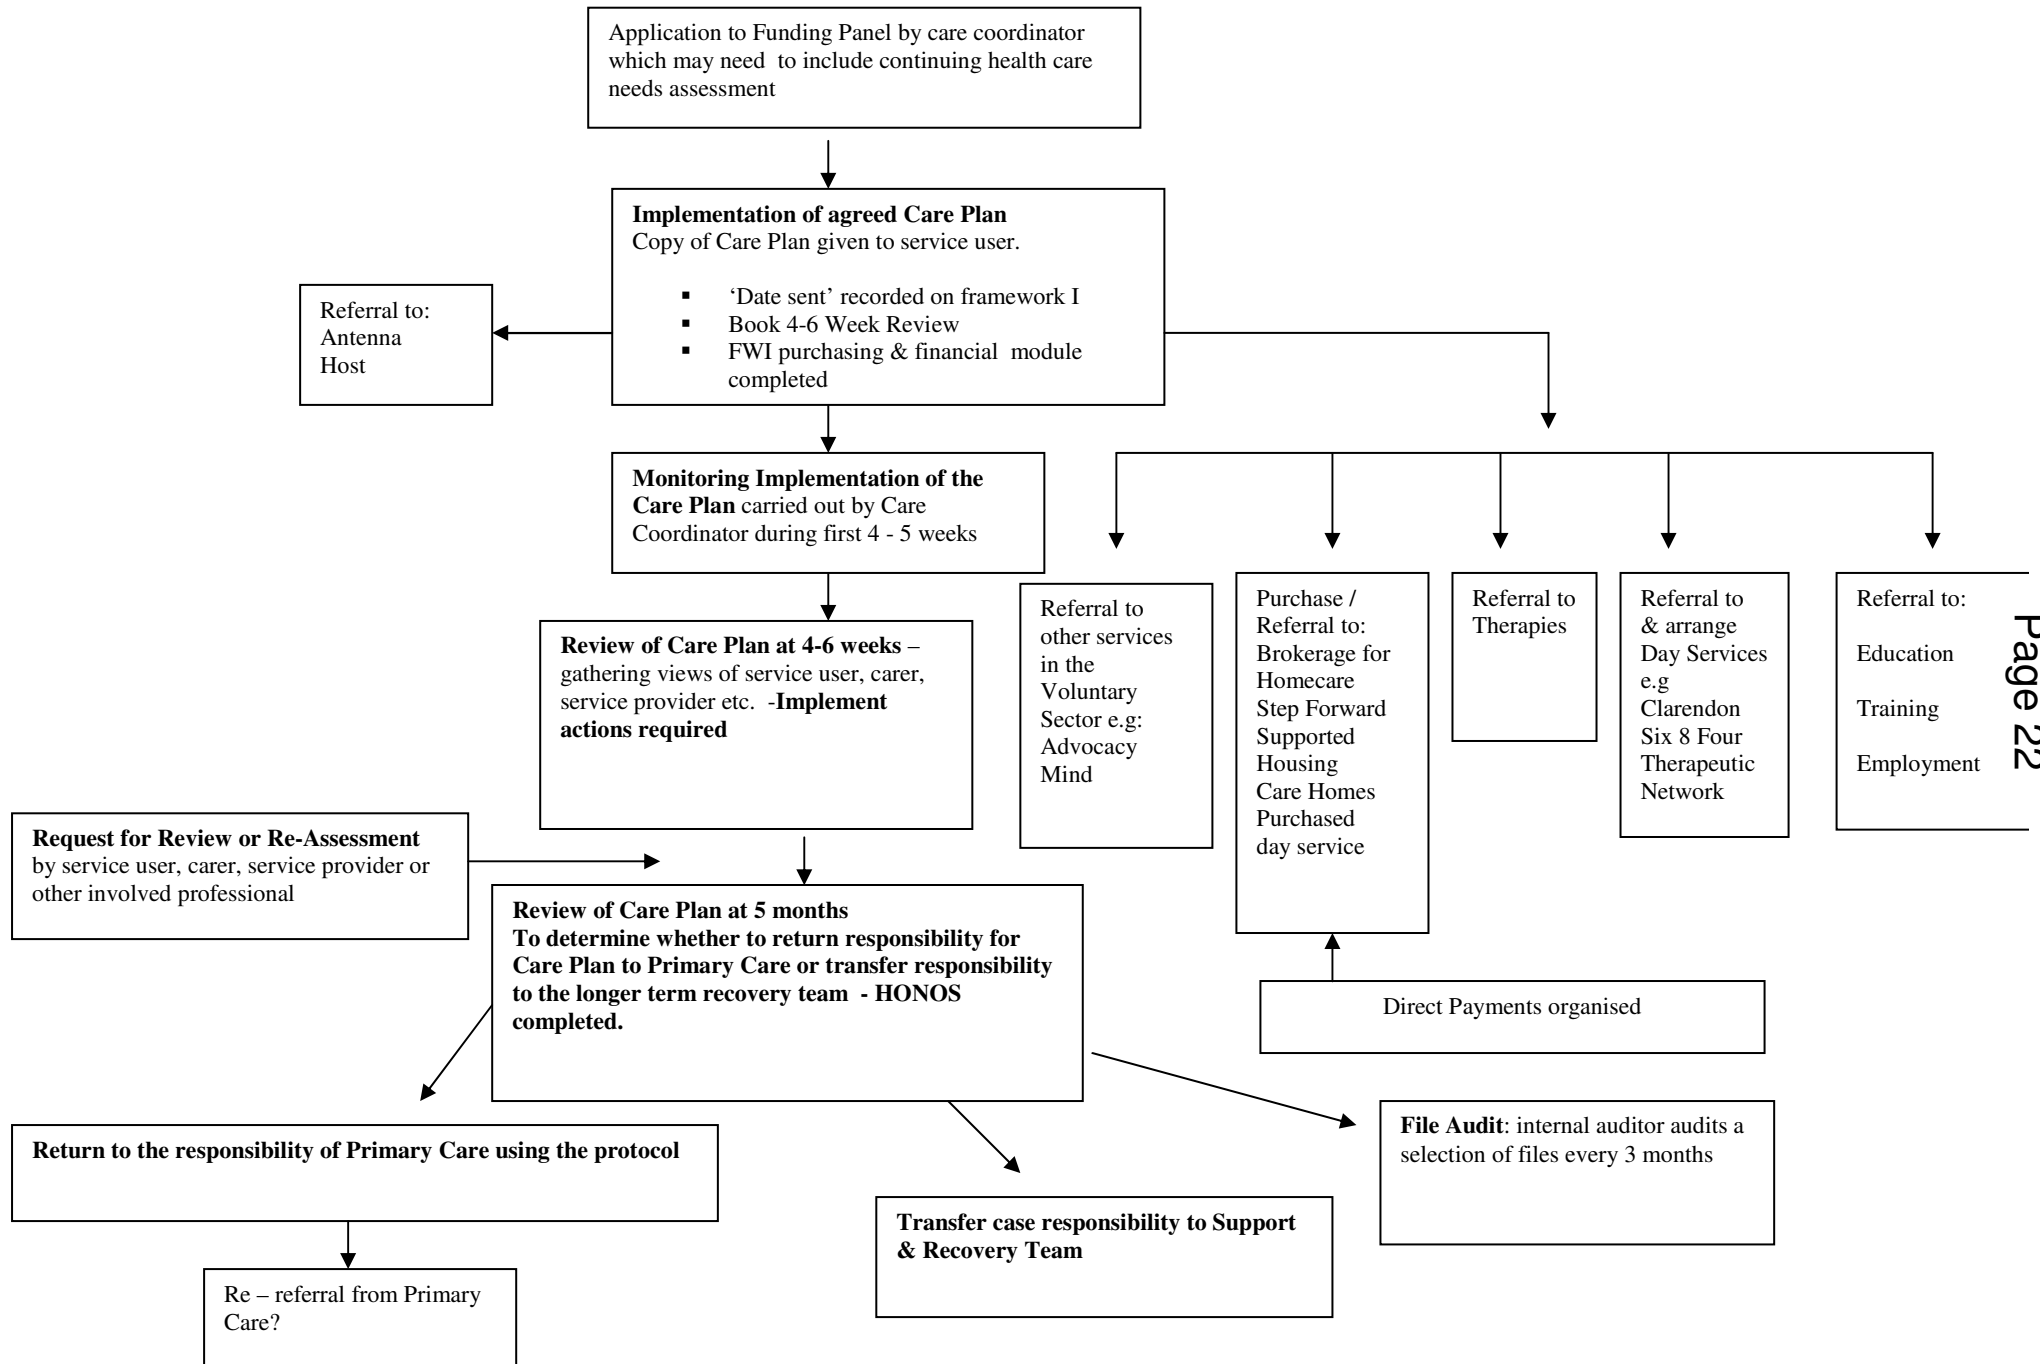 Application to Funding Panel by care coordinator
which may need  to include continuing health care
needs assessment
Implementation of agreed Care Plan
Copy of Care Plan given to service user.
▪ ‘Date sent’ recorded on framework I
▪ Book 4-6 Week Review
▪ FWI purchasing & financial  module
completed
Referral to:
Antenna
Host
Monitoring Implementation of the
Care Plan carried out by Care
Coordinator during first 4 - 5 weeks
Review of Care Plan at 4-6 weeks –
gathering views of service user, carer,
service provider etc.  -Implement
actions required
Referral to
other services
in the
Voluntary
Sector e.g:
Advocacy
Mind
Purchase /
Referral to:
Brokerage for
Homecare
Step Forward
Supported
Housing
Care Homes
Purchased
day service
Referral to
Therapies
Referral to
& arrange
Day Services
e.g
Clarendon
Six 8 Four
Therapeutic
Network
Referral to:
Education
Training
Employment
Page 22
Request for Review or Re-Assessment
by service user, carer, service provider or
other involved professional
Review of Care Plan at 5 months
To determine whether to return responsibility for
Care Plan to Primary Care or transfer responsibility
to the longer term recovery team  - HONOS
completed.
Direct Payments organised
Return to the responsibility of Primary Care using the protocol
File Audit: internal auditor audits a
selection of files every 3 months
Transfer case responsibility to Support
& Recovery Team
Re – referral from Primary
Care?